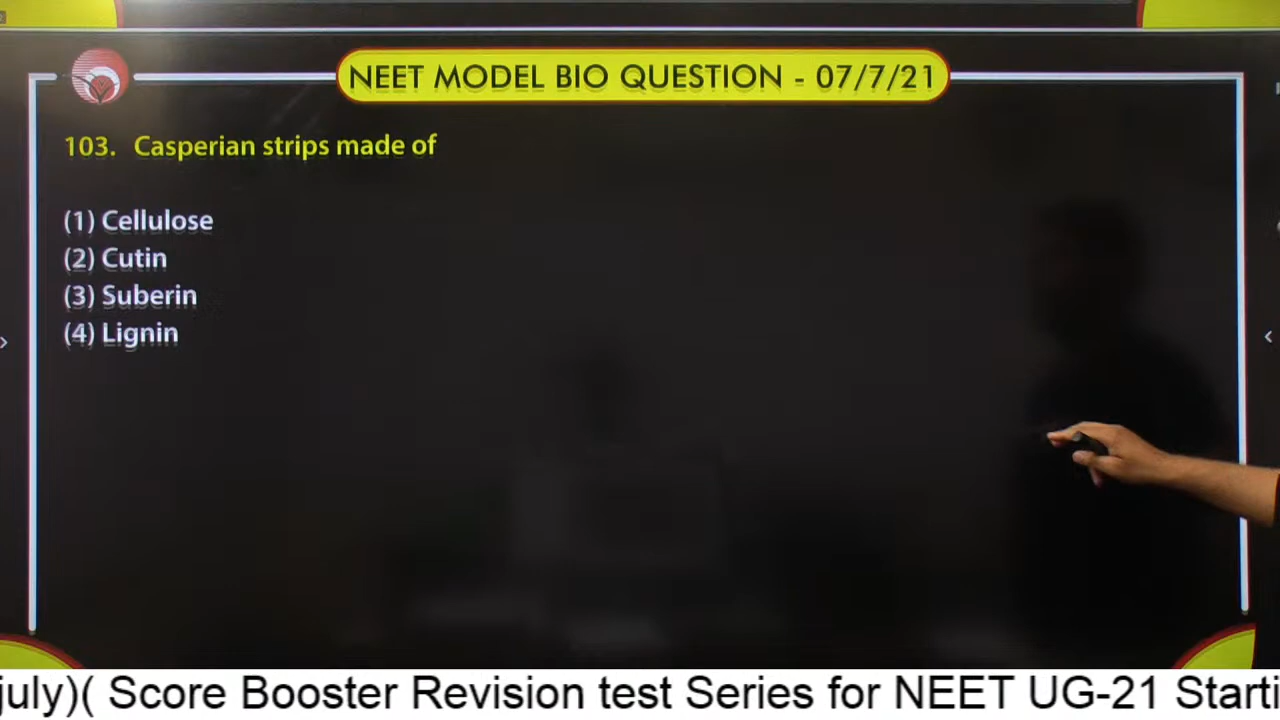 NEET MODEL BIO QUESTION - 07/7/21
103. Casperian strips made of
(1) Cellulose
(2) Cutin
(3) Suberin
(4) Lignin
july)( Score Booster Revision test Series for NEET UG-21 Starti